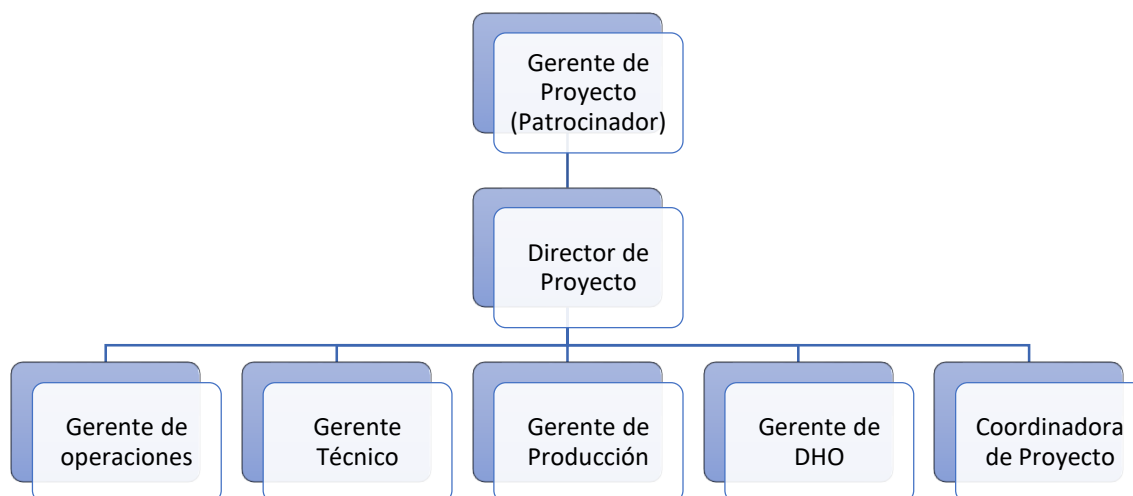 Gerente de
Proyecto
(Patrocinador)
Director de
Proyecto
Gerente de
operaciones
Gerente
Técnico
Gerente de
Producción
Gerente de
DHO
Coordinadora
de Proyecto